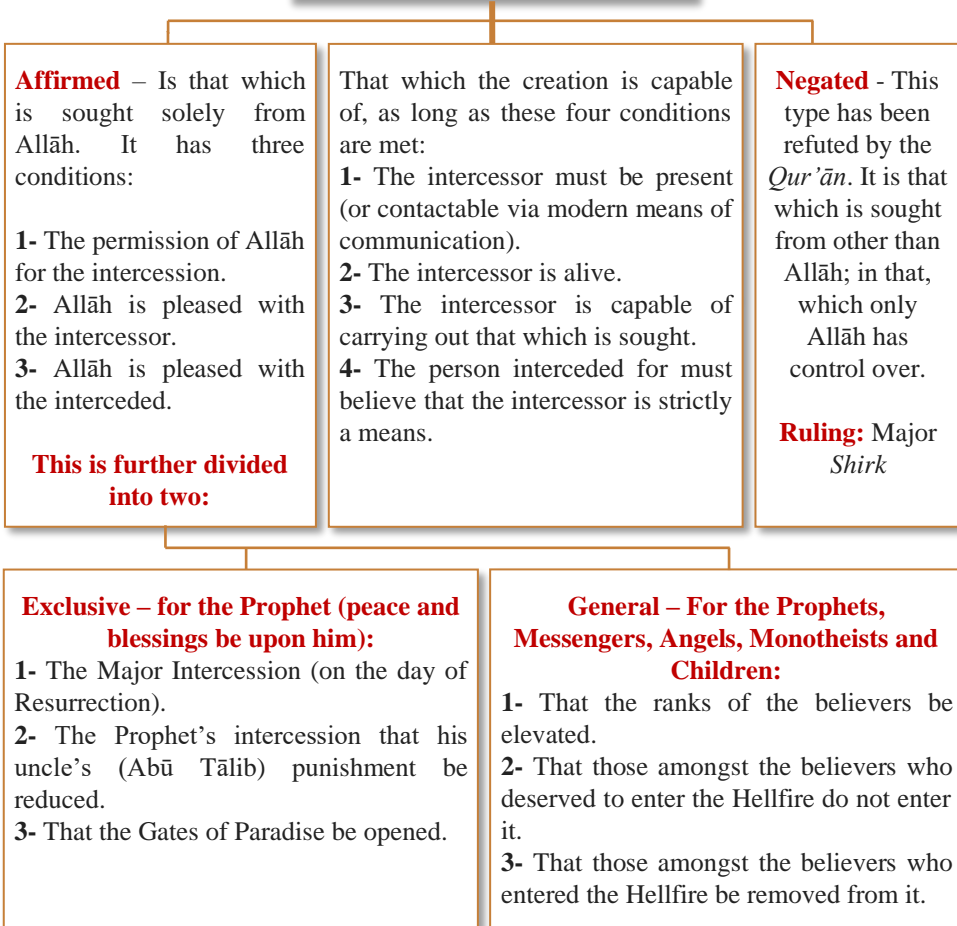 Affirmed – Is that which
is sought solely from
Allāh. It has three
conditions:
1- The permission of Allāh
for the intercession.
2- Allāh is pleased with
the intercessor.
3- Allāh is pleased with
the interceded.
This is further divided
into two:
That which the creation is capable
of, as long as these four conditions
are met:
1- The intercessor must be present
(or contactable via modern means of
communication).
2- The intercessor is alive.
3- The intercessor is capable of
carrying out that which is sought.
4- The person interceded for must
believe that the intercessor is strictly
a means.
Negated - This
type has been
refuted by the
Qur’ān. It is that
which is sought
from other than
Allāh; in that,
which only
Allāh has
control over.
Ruling: Major
Shirk
Exclusive – for the Prophet (peace and
blessings be upon him):
1- The Major Intercession (on the day of
Resurrection).
2- The Prophet’s intercession that his
uncle’s (Abū Tālib) punishment be
reduced.
3- That the Gates of Paradise be opened.
General – For the Prophets,
Messengers, Angels, Monotheists and
Children:
1- That the ranks of the believers be
elevated.
2- That those amongst the believers who
deserved to enter the Hellfire do not enter
it.
3- That those amongst the believers who
entered the Hellfire be removed from it.